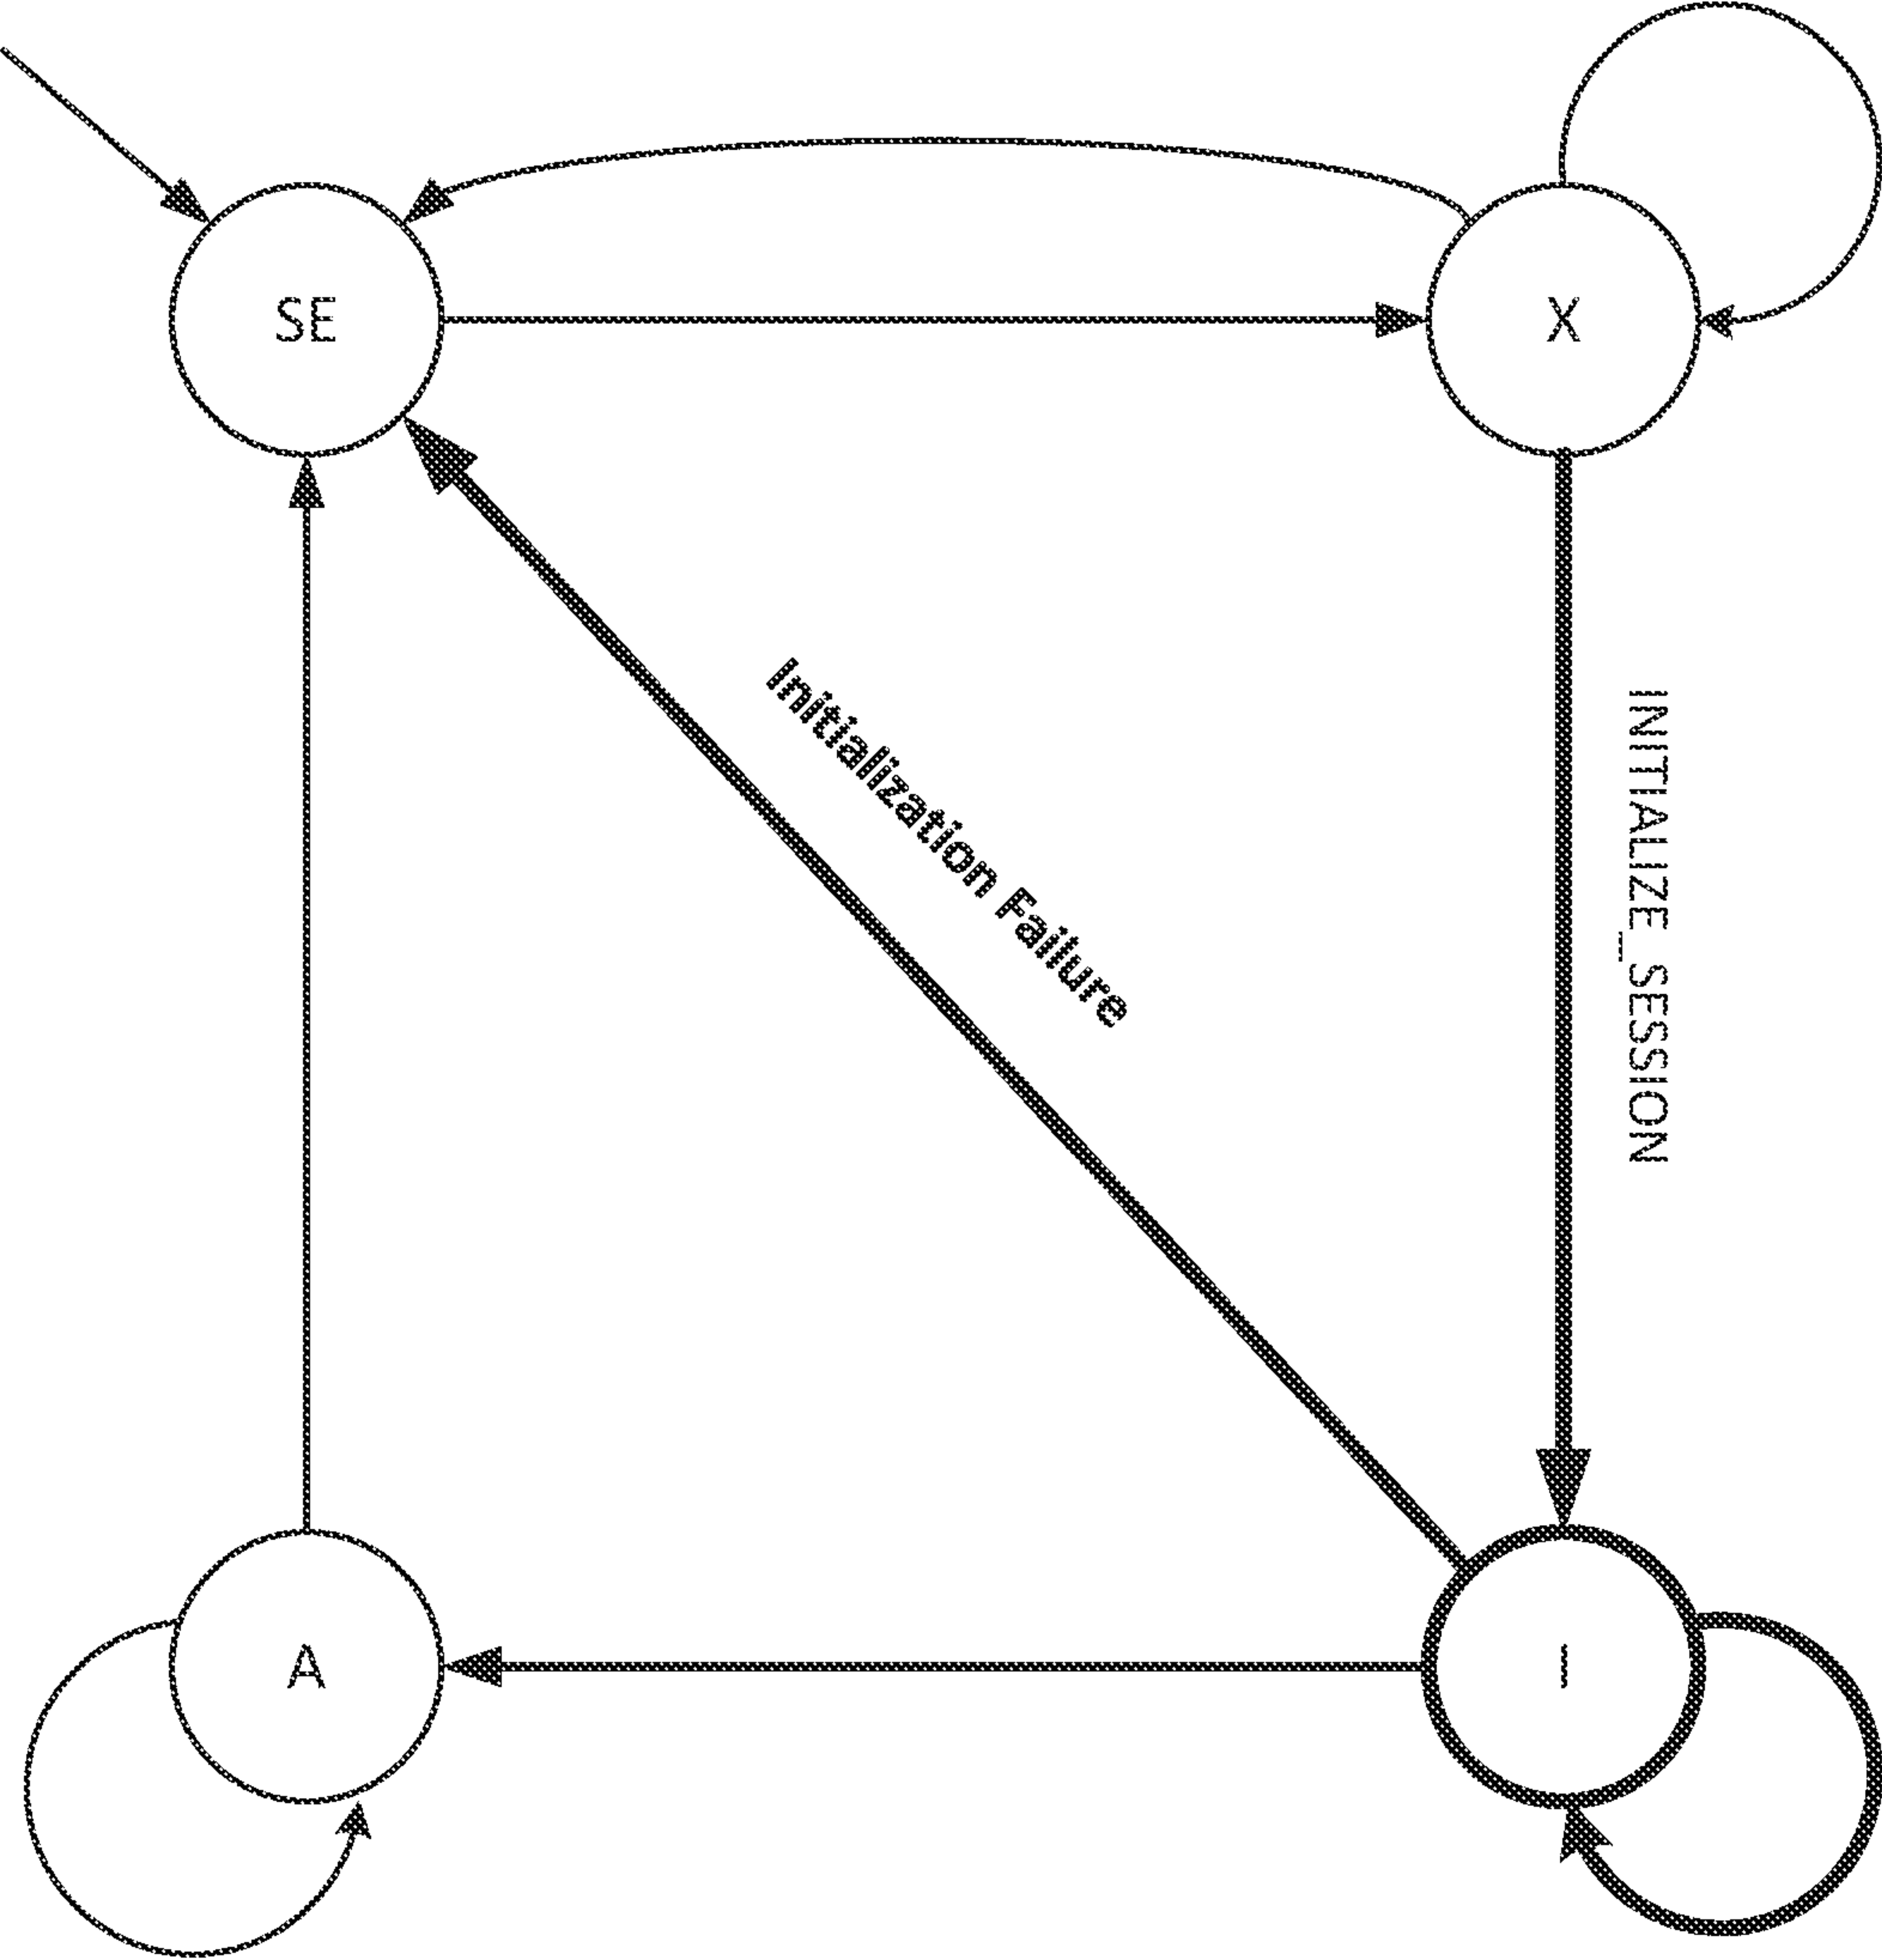 SE
X
Initialization Failure
INITIALIZE_SESSION
A
I